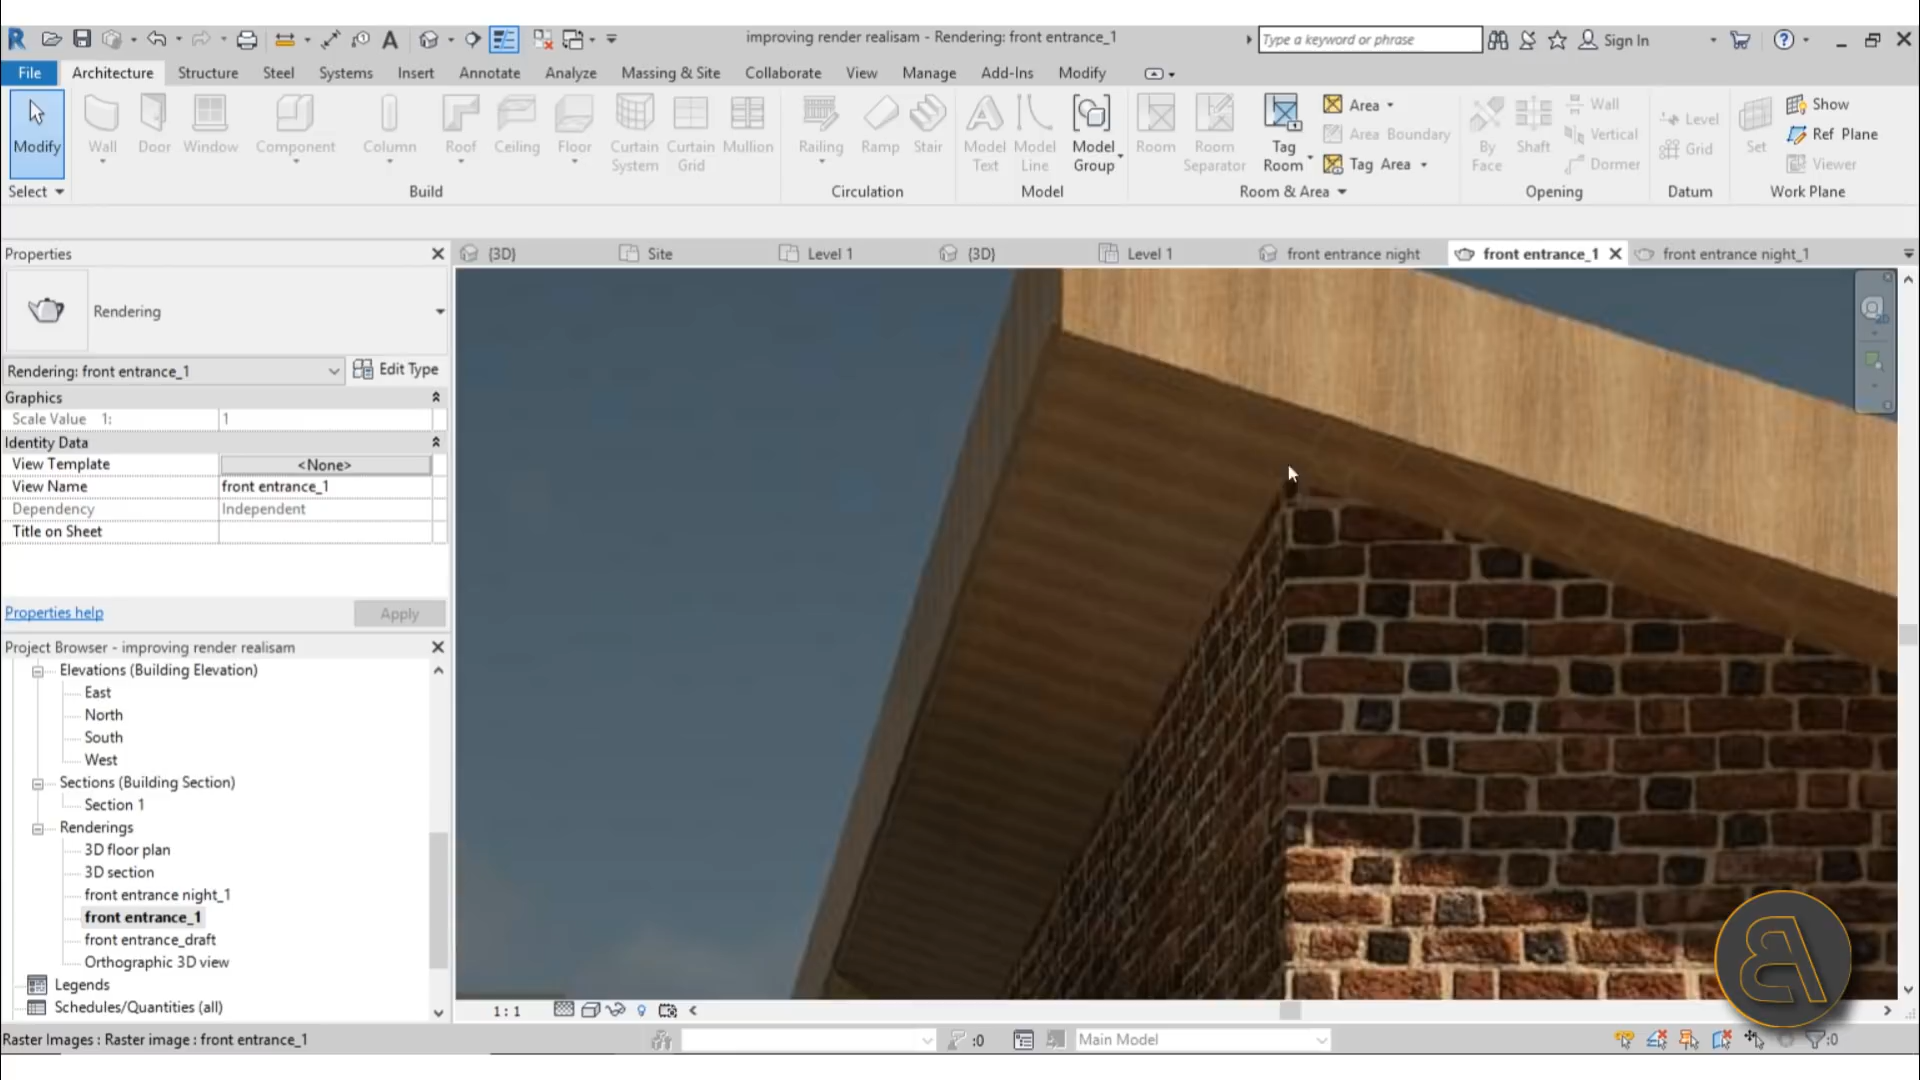 improving render realisam - Rendering: front entrance_1
Type a keyword or phrase
Sign In
File Architecture Structure Steel Systems Insert Annotate Analyze Massing & Site Collaborate View Manage Add-Ins Modify
Modify
Wall
Door
Window
Component
Column
Roof
Ceiling
Floor
Curtain System
Curtain Grid
Mullion
Railing
Ramp
Stair
Model Text
Model Line
Model Group
Room
Room Separator
Tag Room
Area
Area Boundary
Tag Area
By Face
Shaft
Wall
Vertical
Dormer
Level
Grid
Set
Show
Ref Plane
Viewer
Select Build Circulation Model Room & Area Opening Datum Work Plane
Properties
{3D} Site Level 1 {3D} Level 1 front entrance night front entrance_1 front entrance night_1
Rendering
Rendering: front entrance_1 Edit Type
Graphics
Scale Value 1: 1
Identity Data
View Template <None>
View Name front entrance_1
Dependency Independent
Title on Sheet
Properties help Apply
Project Browser - improving render realisam
Elevations (Building Elevation)
East
North
South
West
Sections (Building Section)
Section 1
Renderings
3D floor plan
3D section
front entrance night_1
front entrance_1
front entrance_draft
Orthographic 3D view
Legends
Schedules/Quantities (all)
1 : 1
Raster Images : Raster image : front entrance_1
:0
Main Model
:0